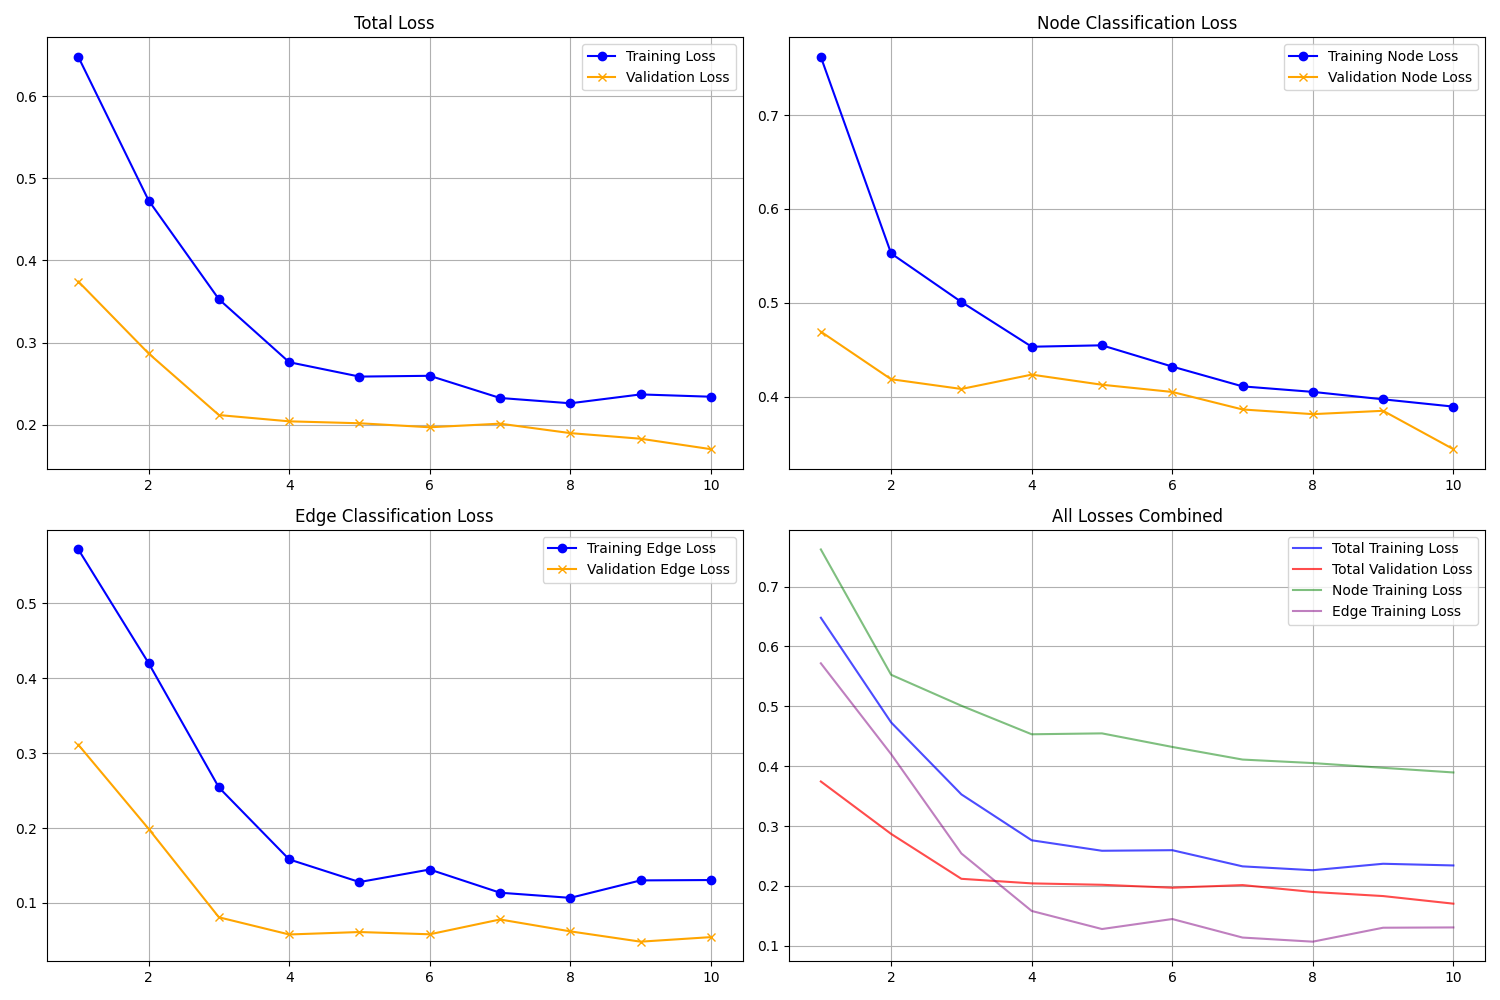 Total Loss
Training Loss
Validation Loss
0.6
0.5
0.4
0.3
0.2
2 4 6 8 10
Node Classification Loss
Training Node Loss
Validation Node Loss
0.7
0.6
0.5
0.4
2 4 6 8 10
Edge Classification Loss
Training Edge Loss
Validation Edge Loss
0.5
0.4
0.3
0.2
0.1
2 4 6 8 10
All Losses Combined
Total Training Loss
Total Validation Loss
Node Training Loss
Edge Training Loss
0.7
0.6
0.5
0.4
0.3
0.2
0.1
2 4 6 8 10